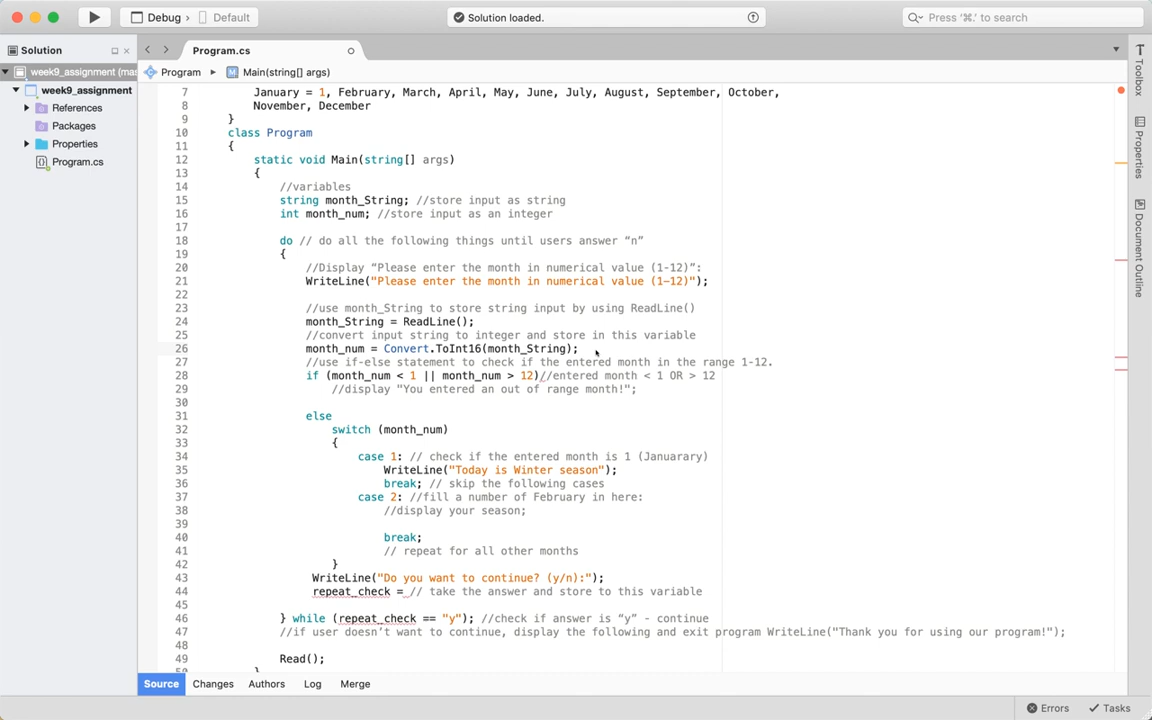 Debug › Default
Solution loaded.
Press '⌘.' to search
Solution
Program.cs
week9_assignment (mas
week9_assignment
References
Packages
Properties
Program.cs
Program ▸ Main(string[] args)
7 January = 1, February, March, April, May, June, July, August, September, October,
8 November, December
9 }
10 class Program
11 {
12 static void Main(string[] args)
13 {
14 //variables
15 string month_String; //store input as string
16 int month_num; //store input as an integer
17
18 do // do all the following things until users answer “n”
19 {
20 //Display “Please enter the month in numerical value (1-12)”:
21 WriteLine("Please enter the month in numerical value (1–12)");
22
23 //use month_String to store string input by using ReadLine()
24 month_String = ReadLine();
25 //convert input string to integer and store in this variable
26 month_num = Convert.ToInt16(month_String);
27 //use if-else statement to check if the entered month in the range 1-12.
28 if (month_num < 1 || month_num > 12)//entered month < 1 OR > 12
29 //display "You entered an out of range month!";
30
31 else
32 switch (month_num)
33 {
34 case 1: // check if the entered month is 1 (Januarary)
35 WriteLine("Today is Winter season");
36 break; // skip the following cases
37 case 2: //fill a number of February in here:
38 //display your season;
39
40 break;
41 // repeat for all other months
42 }
43 WriteLine("Do you want to continue? (y/n):");
44 repeat_check = // take the answer and store to this variable
45
46 } while (repeat_check == "y"); //check if answer is “y” - continue
47 //if user doesn’t want to continue, display the following and exit program WriteLine("Thank you for using our program!");
48
49 Read();
}
Source Changes Authors Log Merge
Toolbox
Properties
Document Outline
Errors Tasks